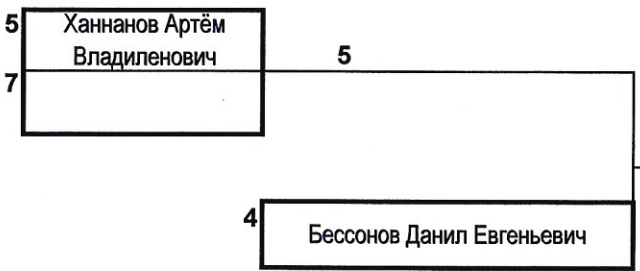 5 Ханнанов Артём
Владиленович
5
7
4 Бессонов Данил Евгеньевич